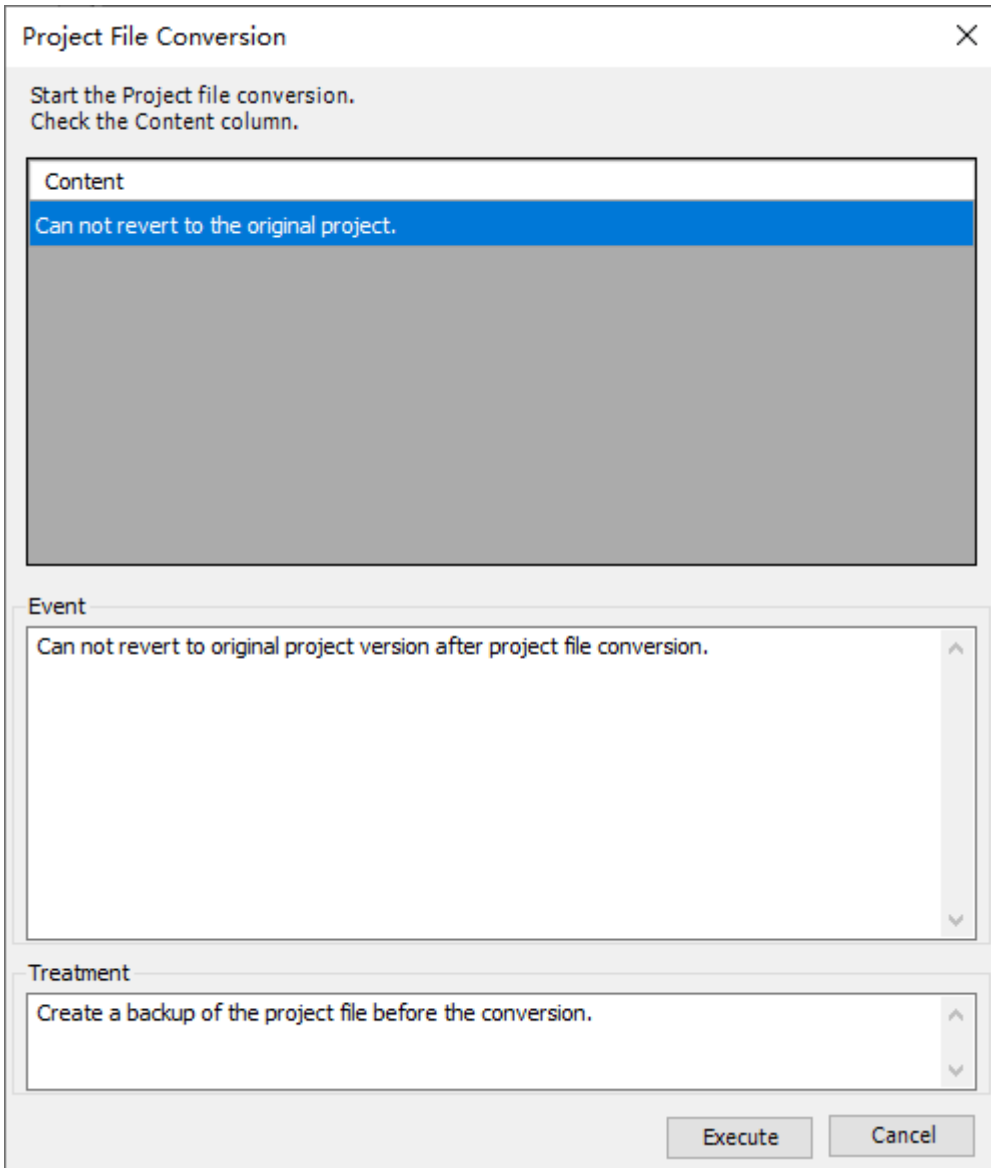 Project File Conversion
Start the Project file conversion.
Check the Content column.
Content
Can not revert to the original project.
Event
Can not revert to original project version after project file conversion.
Treatment
Create a backup of the project file before the conversion.
Execute
Cancel